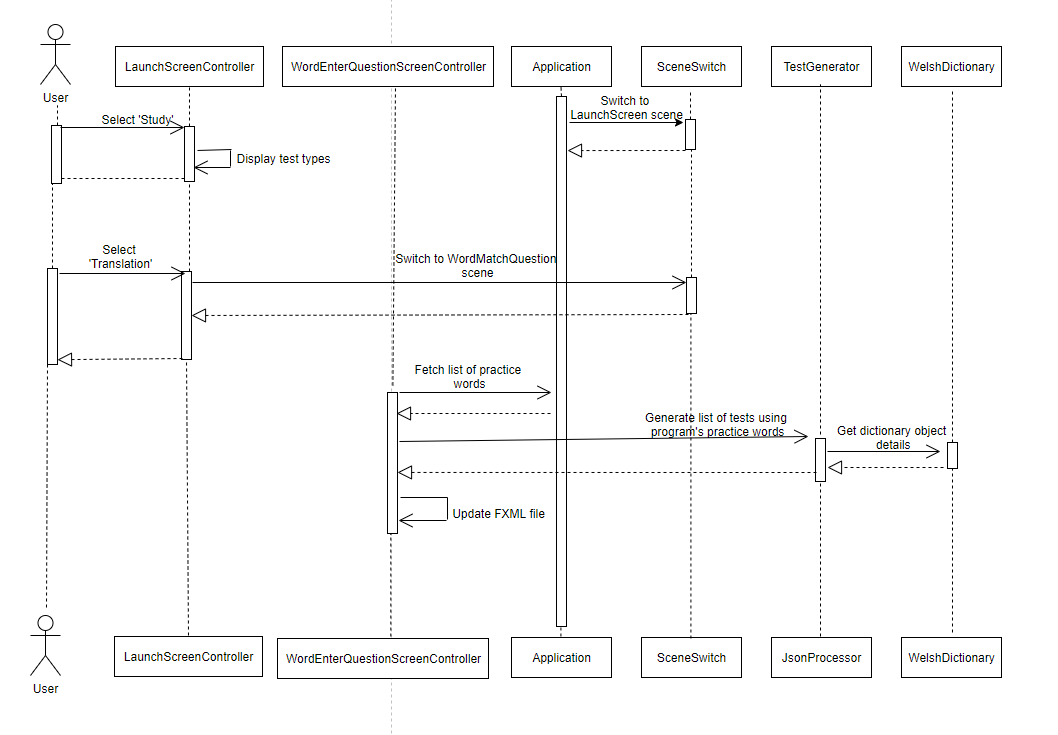 User
LaunchScreenController
WordEnterQuestionScreenController
Application
SceneSwitch
TestGenerator
WelshDictionary
Switch to
LaunchScreen scene
Select 'Study'
Display test types
Select
'Translation'
Switch to WordMatchQuestion
scene
Fetch list of practice
words
Generate list of tests using
program's practice words
Get dictionary object
details
Update FXML file
User
LaunchScreenController
WordEnterQuestionScreenController
Application
SceneSwitch
JsonProcessor
WelshDictionary